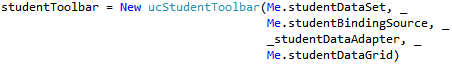 studentToolbar = New ucStudentToolbar(Me.studentDataSet, _
Me.studentBindingSource, _
_studentDataAdapter, _
Me.studentDataGrid)